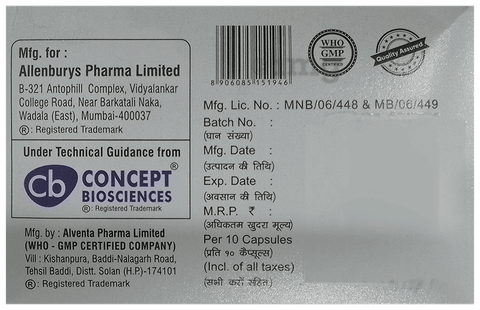 Mfg. for :
Allenburys Pharma Limited
B-321 Antophill Complex, Vidyalankar
College Road, Near Barkatali Naka,
Wadala (East), Mumbai-400037
®: Registered Trademark
Under Technical Guidance from
cb CONCEPT ®
BIOSCIENCES
®: Registered Trademark
Mfg. by : Alventa Pharma Limited
(WHO - GMP CERTIFIED COMPANY)
Vill : Kishanpura, Baddi-Nalagarh Road,
Tehsil Baddi, Distt. Solan (H.P.)-174101
®: Registered Trademark
8906085151946
WHO
GMP
CERTIFIED
Quality Assured
Mfg. Lic. No. : MNB/06/448 & MB/06/449
Batch No. :
(घान संख्या)
Mfg. Date :
(उत्पादन की तिथि)
Exp. Date :
(अवसान की तिथि)
M.R.P. ₹ :
(अधिकतम खुदरा मूल्य)
Per 10 Capsules
(प्रति १० कैप्सूल्स)
(Incl. of all taxes)
(सभी करों सहित)